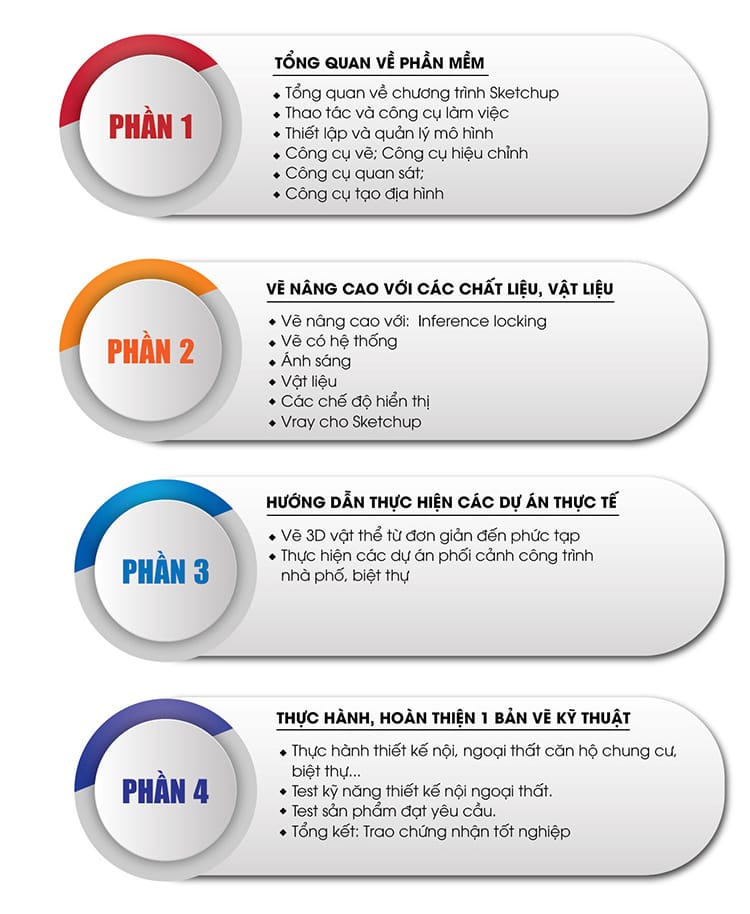 PHẦN 1
TỔNG QUAN VỀ PHẦN MỀM
Tổng quan về chương trình Sketchup
Thao tác và công cụ làm việc
Thiết lập và quản lý mô hình
Công cụ vẽ; Công cụ hiệu chỉnh
Công cụ quan sát;
Công cụ tạo địa hình
PHẦN 2
VẼ NÂNG CAO VỚI CÁC CHẤT LIỆU, VẬT LIỆU
Vẽ nâng cao với: Inference locking
Vẽ có hệ thống
Ánh sáng
Vật liệu
Các chế độ hiển thị
Vray cho Sketchup
PHẦN 3
HƯỚNG DẪN THỰC HIỆN CÁC DỰ ÁN THỰC TẾ
Vẽ 3D vật thể từ đơn giản đến phức tạp
Thực hiện các dự án phối cảnh công trình
nhà phố, biệt thự
PHẦN 4
THỰC HÀNH, HOÀN THIỆN 1 BẢN VẼ KỸ THUẬT
Thực hành thiết kế nội, ngoại thất căn hộ chung cư,
biệt thự...
Test kỹ năng thiết kế nội ngoại thất.
Test sản phẩm đạt yêu cầu.
Tổng kết: Trao chứng nhận tốt nghiệp